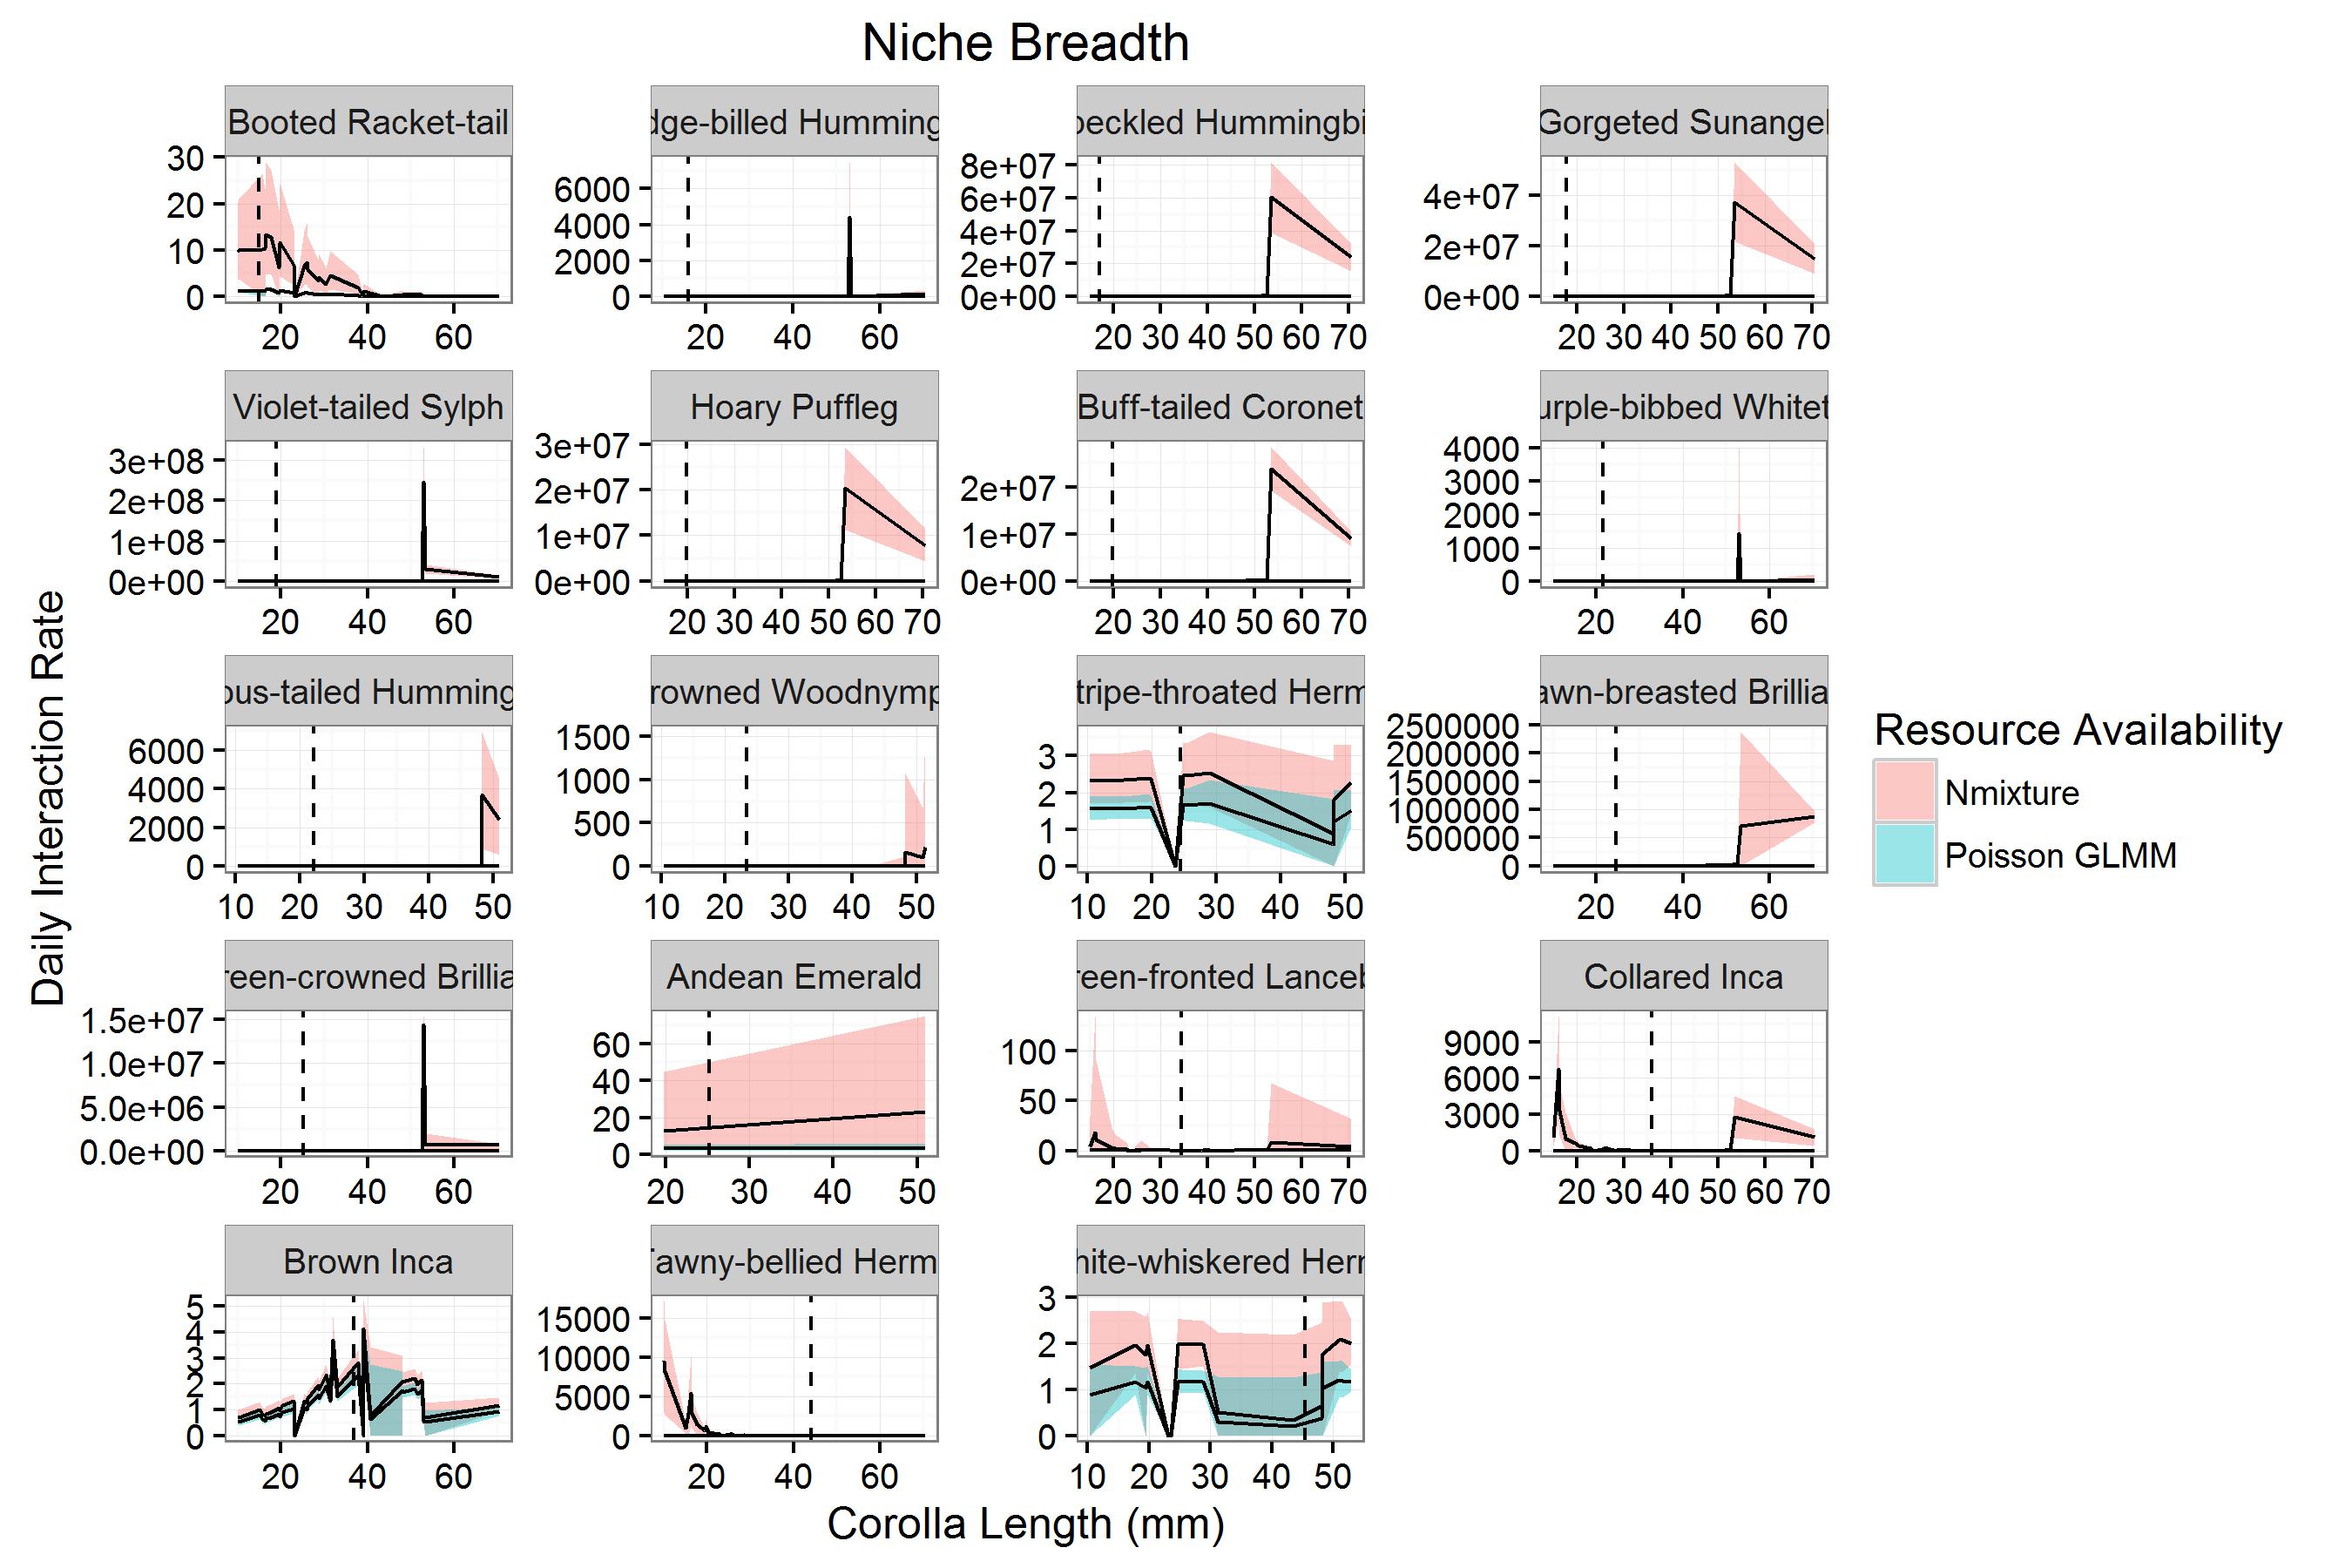 Niche Breadth
Booted Racket-tail
dge-billed Humming
peckled Hummingbi
Gorgeted Sunangel
30
20
10
0
6000
4000
2000
0
8e+07
6e+07
4e+07
2e+07
0e+00
4e+07
2e+07
0e+00
20 40 60
20 40 60
20 30 40 50 60 70
20 30 40 50 60 70
Violet-tailed Sylph
Hoary Puffleg
Buff-tailed Coronet
urple-bibbed Whitet
3e+08
2e+08
1e+08
0e+00
3e+07
2e+07
1e+07
0e+00
2e+07
1e+07
0e+00
4000
3000
2000
1000
0
20 40 60
20 30 40 50 60 70
20 30 40 50 60 70
20 40 60
ous-tailed Humming
rowned Woodnymp
tripe-throated Herm
awn-breasted Brillia
6000
4000
2000
0
1500
1000
500
0
3
2
1
0
2500000
2000000
1500000
1000000
500000
0
10 20 30 40 50
10 20 30 40 50
10 20 30 40 50
20 40 60
reen-crowned Brillia
Andean Emerald
reen-fronted Lanceb
Collared Inca
1.5e+07
1.0e+07
5.0e+06
0.0e+00
60
40
20
0
100
50
0
9000
6000
3000
0
20 40 60
20 30 40 50
20 30 40 50 60 70
20 30 40 50 60 70
Brown Inca
Tawny-bellied Herm
hite-whiskered Herr
5
4
3
2
1
0
15000
10000
5000
0
3
2
1
0
20 40 60
20 40 60
10 20 30 40 50
Corolla Length (mm)
Daily Interaction Rate
Resource Availability
Nmixture
Poisson GLMM